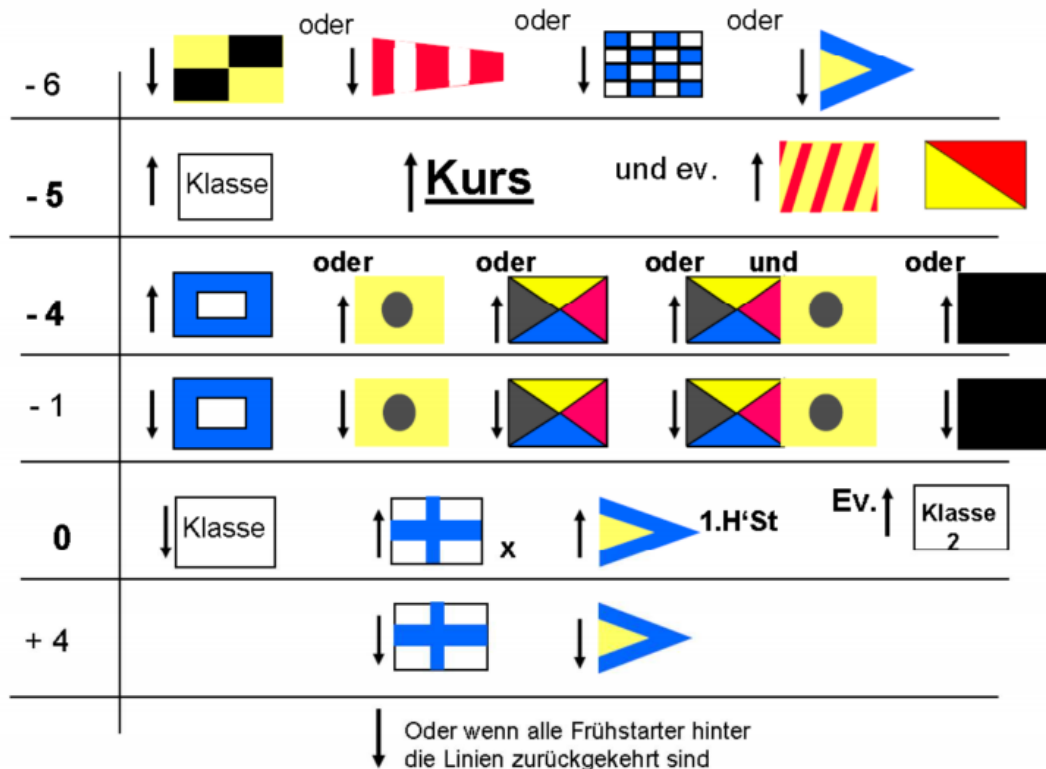 oder oder oder
- 6
- 5 Klasse Kurs und ev.
oder oder oder und oder
- 4
- 1
0 Klasse x 1.H'St Ev. Klasse
2
+ 4
Oder wenn alle Frühstarter hinter
die Linien zurückgekehrt sind